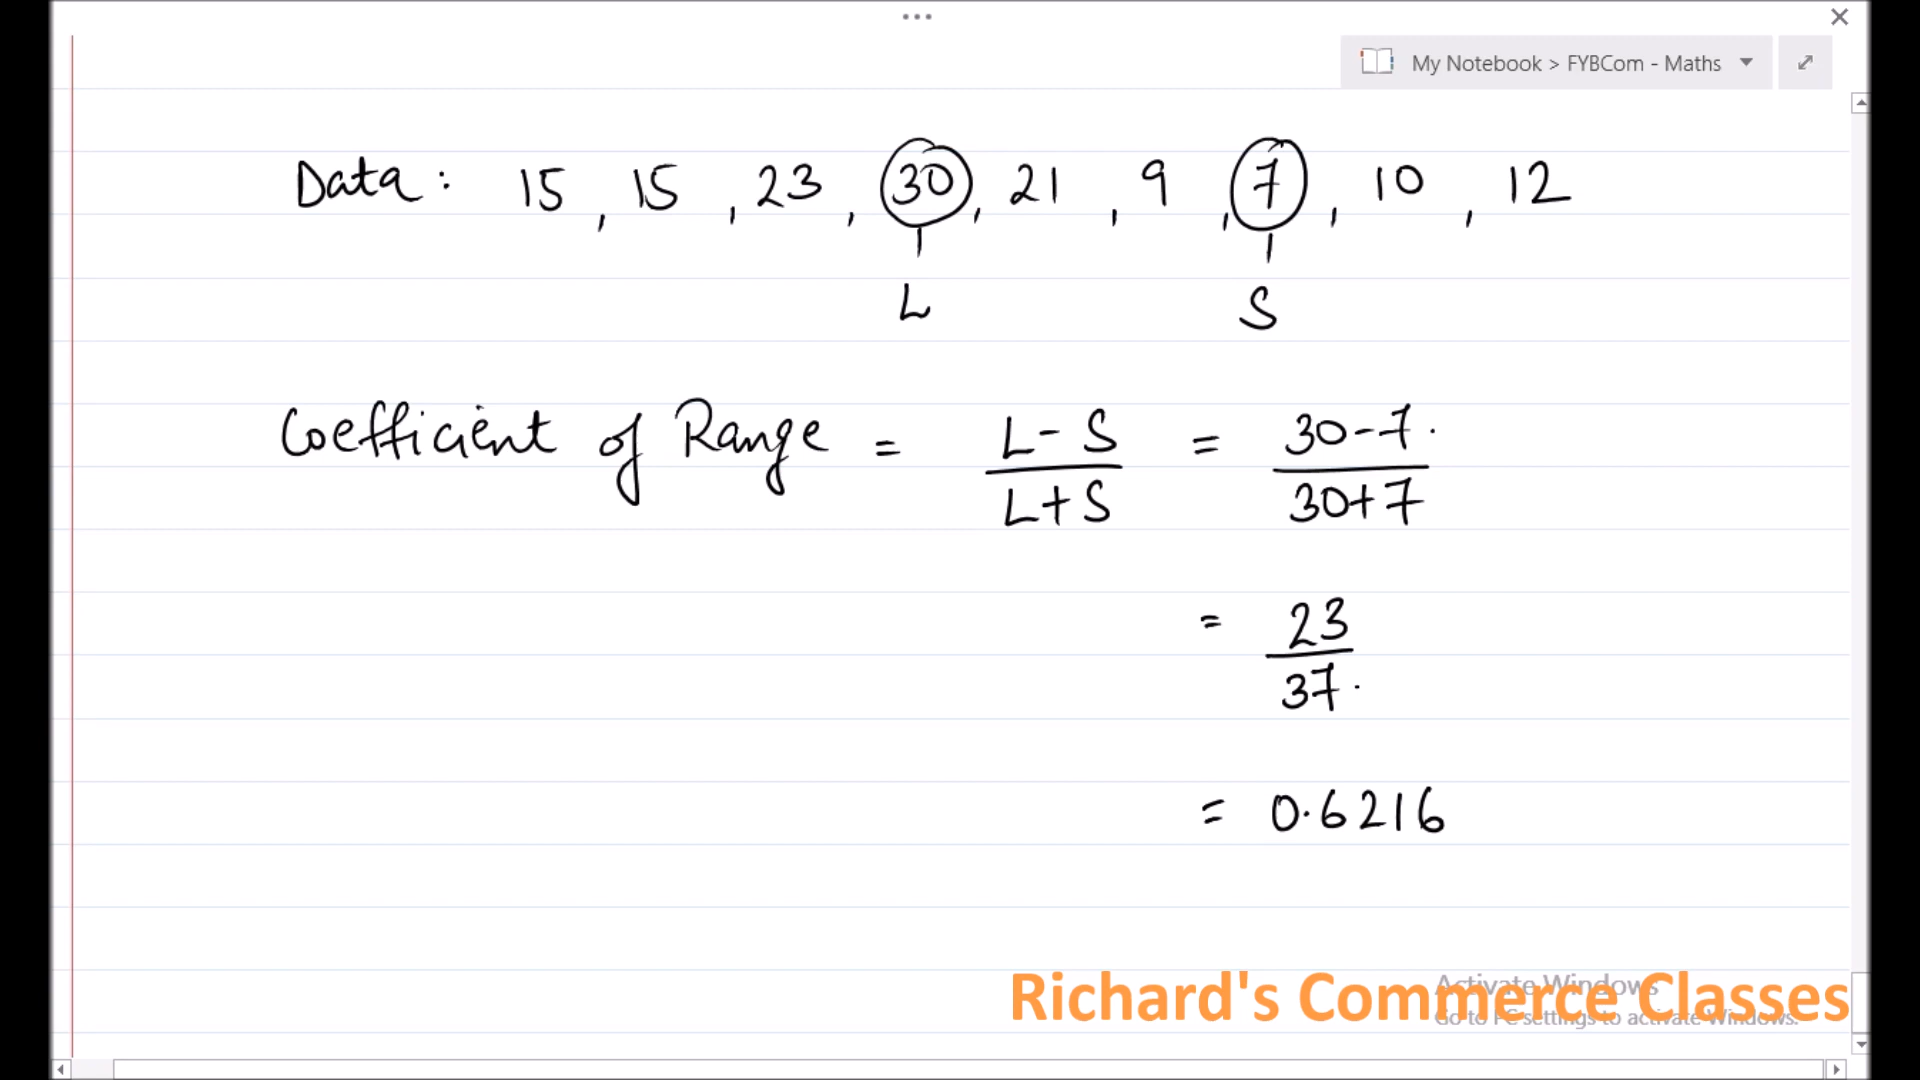 My Notebook > FYBCom - Maths
Data : 15 , 15 , 23 , 30 , 21 , 9 , 7 , 10 , 12
L S
Coefficient of Range = L - S / L + S = 30 - 7 . / 30 + 7
= 23 / 37 .
= 0.6216
Activate Windows
Richard's Commerce Classes
Go to PC settings to activate Windows.